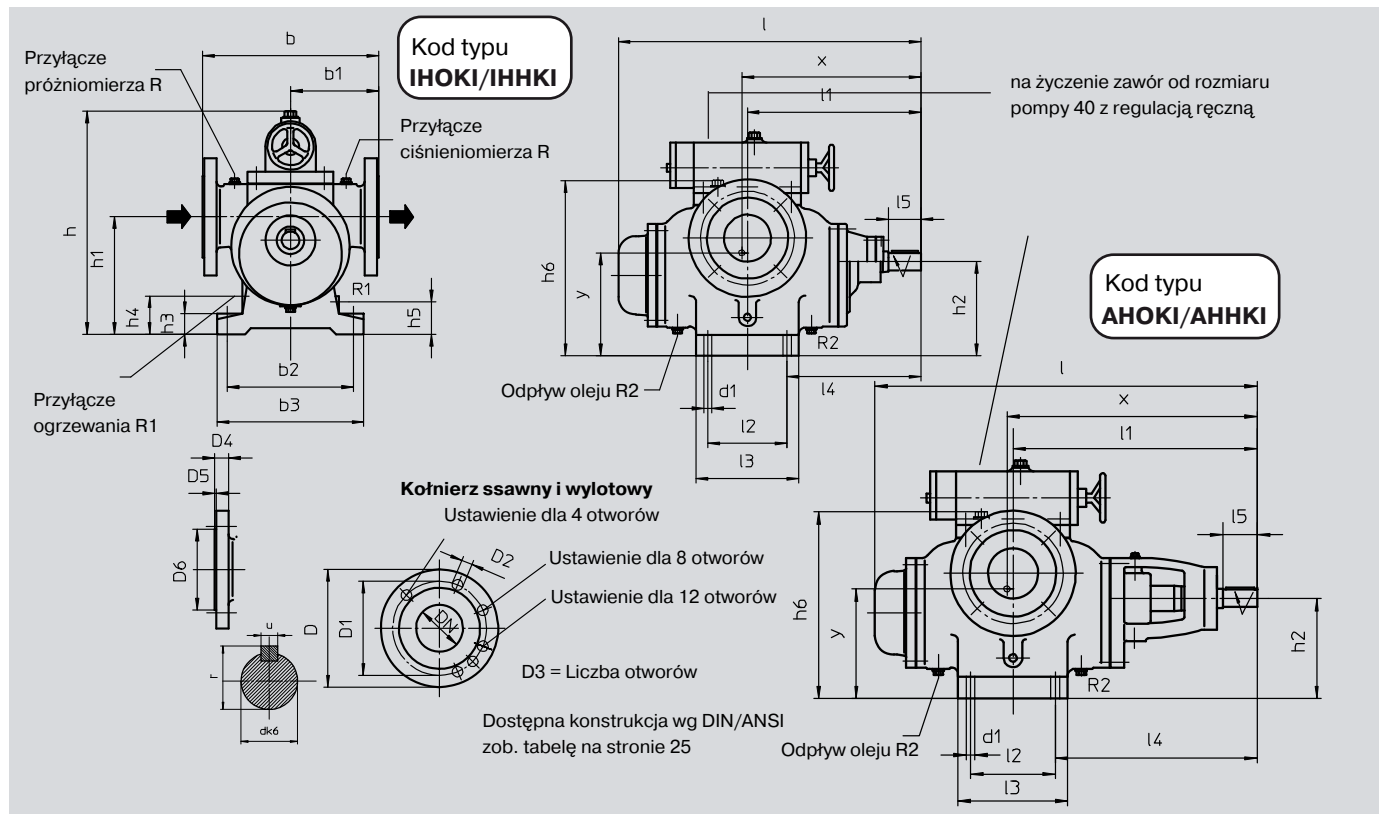 Kod typu
IHOKI/IHHKI
Przyłącze
próżniomierza R
b
b1
Przyłącze
ciśnieniomierza R
h
h1
h4
h3
h5
R1
b2
b3
Przyłącze
ogrzewania R1
l
x
l1
na życzenie zawór od rozmiaru
pompy 40 z regulacją ręczną
l5
h6
y
h2
R2
Odpływ oleju R2
d1
l4
l2
l3
Kod typu
AHOKI/AHHKI
l
x
l1
l5
h6
y
h2
R2
Odpływ oleju R2
d1
l2
l4
l3
D4
D5
D6
u
r
dk6
Kołnierz ssawny i wylotowy
Ustawienie dla 4 otworów
D2
Ustawienie dla 8 otworów
Ustawienie dla 12 otworów
D
D1
DN
D3 = Liczba otworów
Dostępna konstrukcja wg DIN/ANSI
zob. tabelę na stronie 25